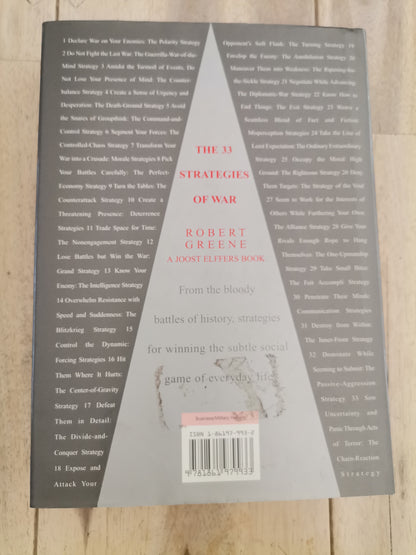 1 Declare War on Your Enemies: The Polarity Strategy
2 Do Not Fight the Last War: The Guerrilla-War-of-the-
Mind Strategy 3 Amidst the Turmoil of Events, Do
Not Lose Your Presence of Mind: The Counter-
balance Strategy 4 Create a Sense of Urgency and
Desperation: The Death-Ground Strategy 5 Avoid
the Snares of Groupthink: The Command-and-
Control Strategy 6 Segment Your Forces: The
Controlled-Chaos Strategy 7 Transform Your
War into a Crusade: Morale Strategies 8 Pick
Your Battles Carefully: The Perfect-
Economy Strategy 9 Turn the Tables: The
Counterattack Strategy 10 Create a
Threatening Presence: Deterrence
Strategies 11 Trade Space for Time:
The Nonengagement Strategy 12
Lose Battles but Win the War:
Grand Strategy 13 Know Your
Enemy: The Intelligence Strategy
14 Overwhelm Resistance with
Speed and Suddenness: The
Blitzkrieg Strategy 15
Control the Dynamic:
Forcing Strategies 16 Hit
Them Where It Hurts:
The Center-of-Gravity
Strategy 17 Defeat
Them in Detail:
The Divide-and-
Conquer Strategy
18 Expose and
Attack Your
Opponent's Soft Flank: The Turning Strategy 19
Envelop the Enemy: The Annihilation Strategy 20
Maneuver Them into Weakness: The Ripening-for-
the-Sickle Strategy 21 Negotiate While Advancing:
The Diplomatic-War Strategy 22 Know How to
End Things: The Exit Strategy 23 Weave a
Seamless Blend of Fact and Fiction:
Misperception Strategies 24 Take the Line of
Least Expectation: The Ordinary-Extraordinary
Strategy 25 Occupy the Moral High
Ground: The Righteous Strategy 26 Deny
Them Targets: The Strategy of the Void
27 Seem to Work for the Interests of
Others While Furthering Your Own:
The Alliance Strategy 28 Give Your
Rivals Enough Rope to Hang
Themselves: The One-Upmanship
Strategy 29 Take Small Bites:
The Fait Accompli Strategy
30 Penetrate Their Minds:
Communication Strategies
31 Destroy from Within:
The Inner-Front Strategy
32 Dominate While
Seeming to Submit: The
Passive-Aggression
Strategy 33 Sow
Uncertainty and
Panic Through Acts
of Terror: The
Chain-Reaction
Strategy
THE 33
STRATEGIES
OF WAR
ROBERT
GREENE
A JOOST ELFFERS BOOK
From the bloody
battles of history, strategies
for winning the subtle social
game of everyday life
Business/Military History
ISBN 1-86197-993-2
9 781861 979933